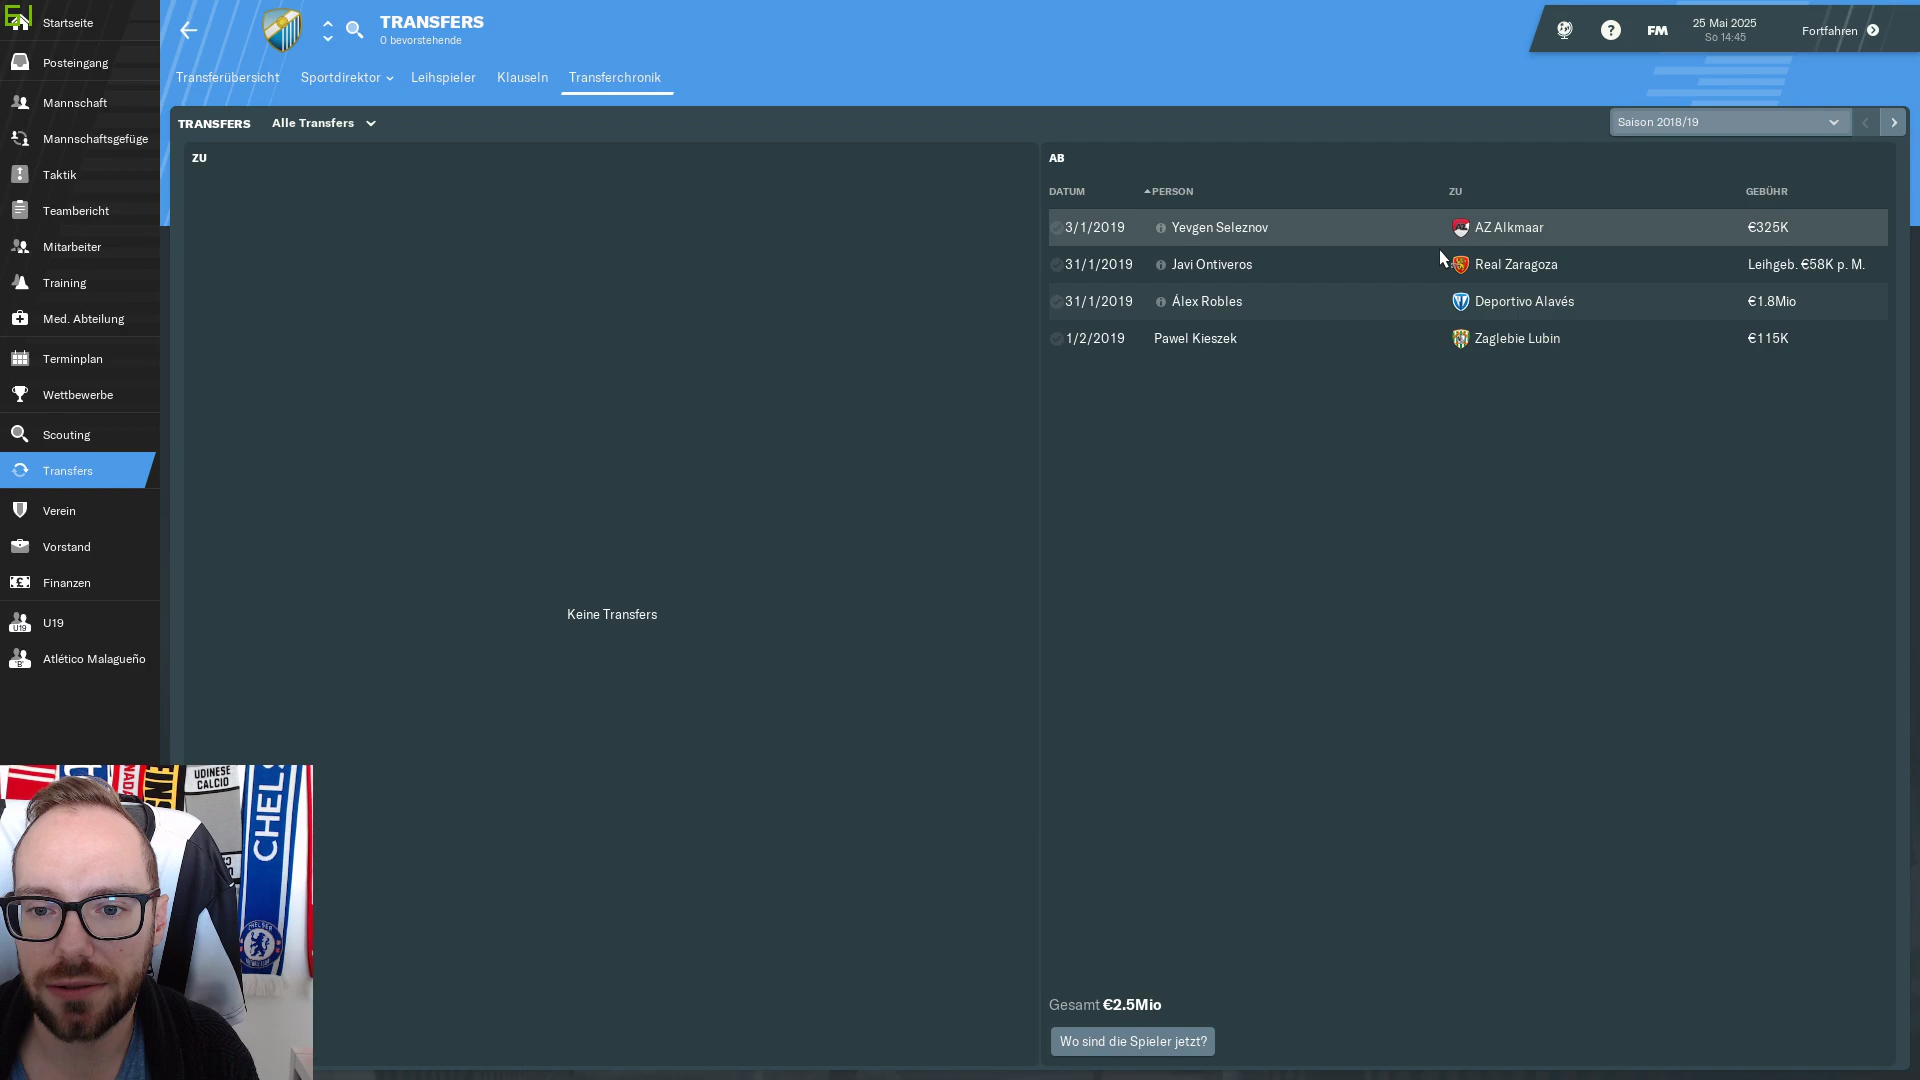 EJ
Startseite
Posteingang
Mannschaft
Mannschaftsgefüge
Taktik
Teambericht
Mitarbeiter
Training
Med. Abteilung
Terminplan
Wettbewerbe
Scouting
Transfers
Verein
Vorstand
Finanzen
U19
U19
"B"
Atlético Malagueño
TRANSFERS
0 bevorstehende
? FM 25 Mai 2025
So 14:45
Fortfahren
Transferübersicht Sportdirektor Leihspieler Klauseln Transferchronik
TRANSFERS Alle Transfers
Saison 2018/19
ZU
Keine Transfers
AB
DATUM PERSON ZU GEBÜHR
3/1/2019 Yevgen Seleznov AZ Alkmaar €325K
31/1/2019 Javi Ontiveros Real Zaragoza Leihgeb. €58K p. M.
31/1/2019 Álex Robles Deportivo Alavés €1.8Mio
1/2/2019 Pawel Kieszek Zaglebie Lubin €115K
Gesamt €2.5Mio
Wo sind die Spieler jetzt?
UDINESE
CALCIO
CHELS